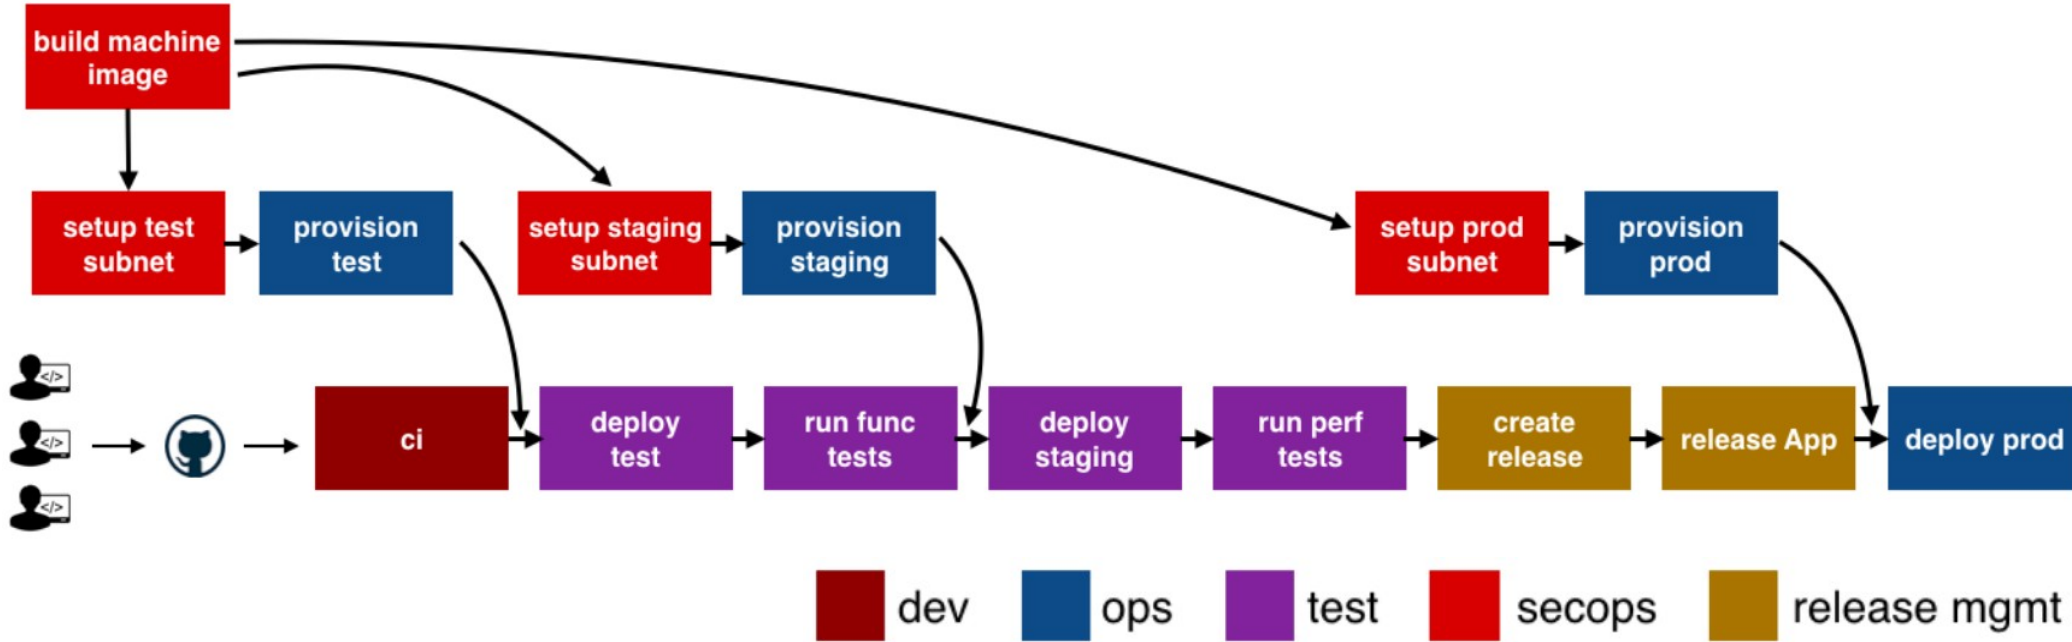 build machine
image
setup test
subnet
provision
test
setup staging
subnet
provision
staging
setup prod
subnet
provision
prod
</>
</>
</>
ci
deploy
test
run func
tests
deploy
staging
run perf
tests
create
release
release App
deploy prod
dev
ops
test
secops
release mgmt